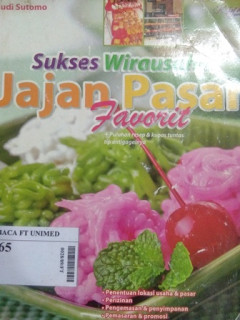 udi Sutomo
Sukses Wirausaha
Jajan Pasar
Favorit
BACA FT UNIMED
65
• Penentuan lokasi usaha & pasar
• Perizinan
• Pengemasan & penyimpanan
• Pemasaran & promosi